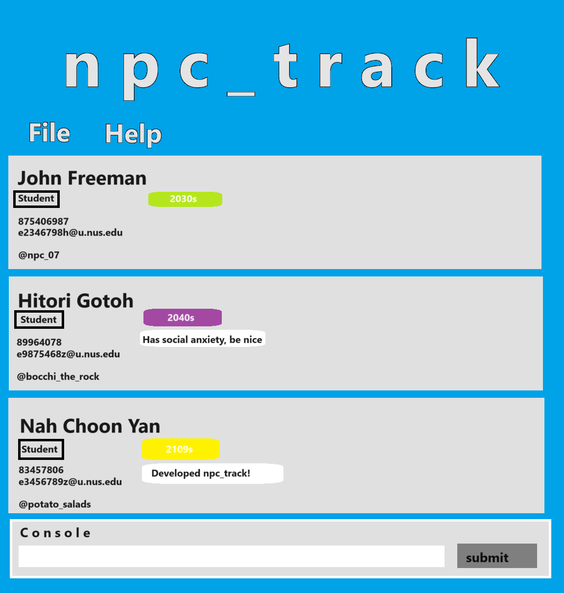 npc_track
File Help
John Freeman
Student 2030s
875406987
e2346798h@u.nus.edu
@npc_07
Hitori Gotoh
Student 2040s
89964078 Has social anxiety, be nice
e9875468z@u.nus.edu
@bocchi_the_rock
Nah Choon Yan
Student 2109s
83457806 Developed npc_track!
e3456789z@u.nus.edu
@potato_salads
Console
submit